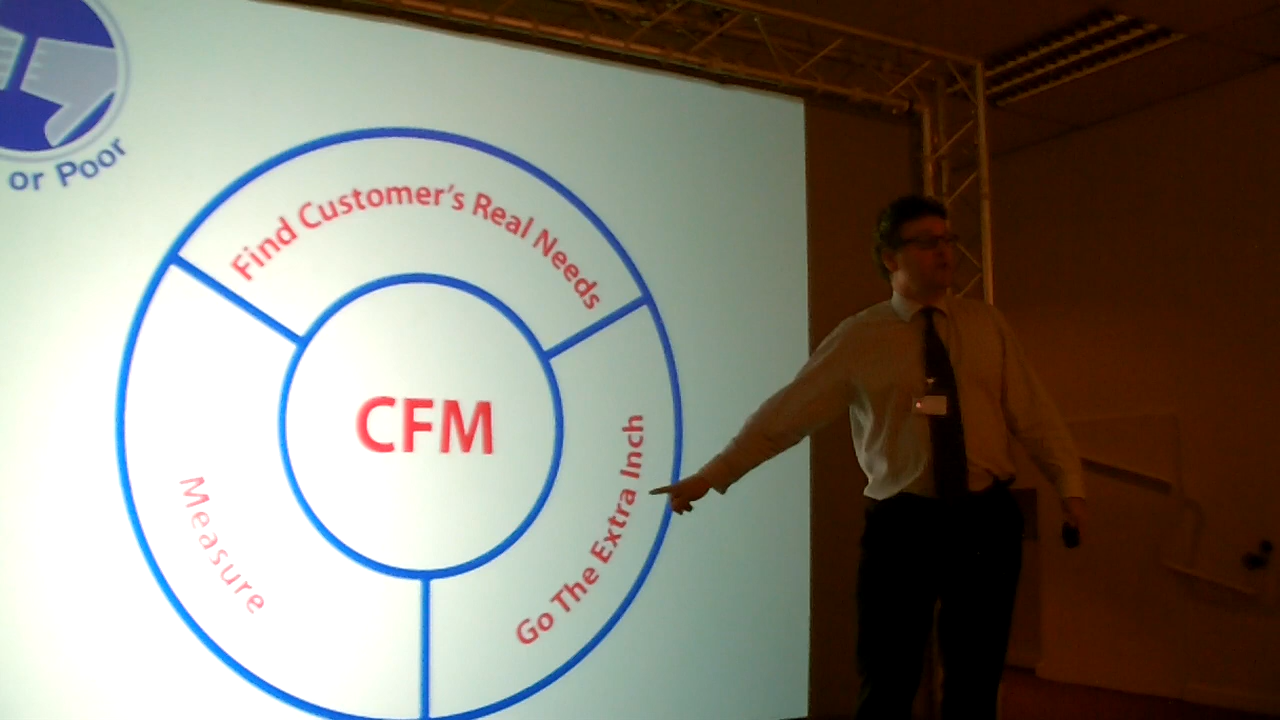 or Poor
Find Customer's Real Needs
CFM
Go The Extra Inch
Measure